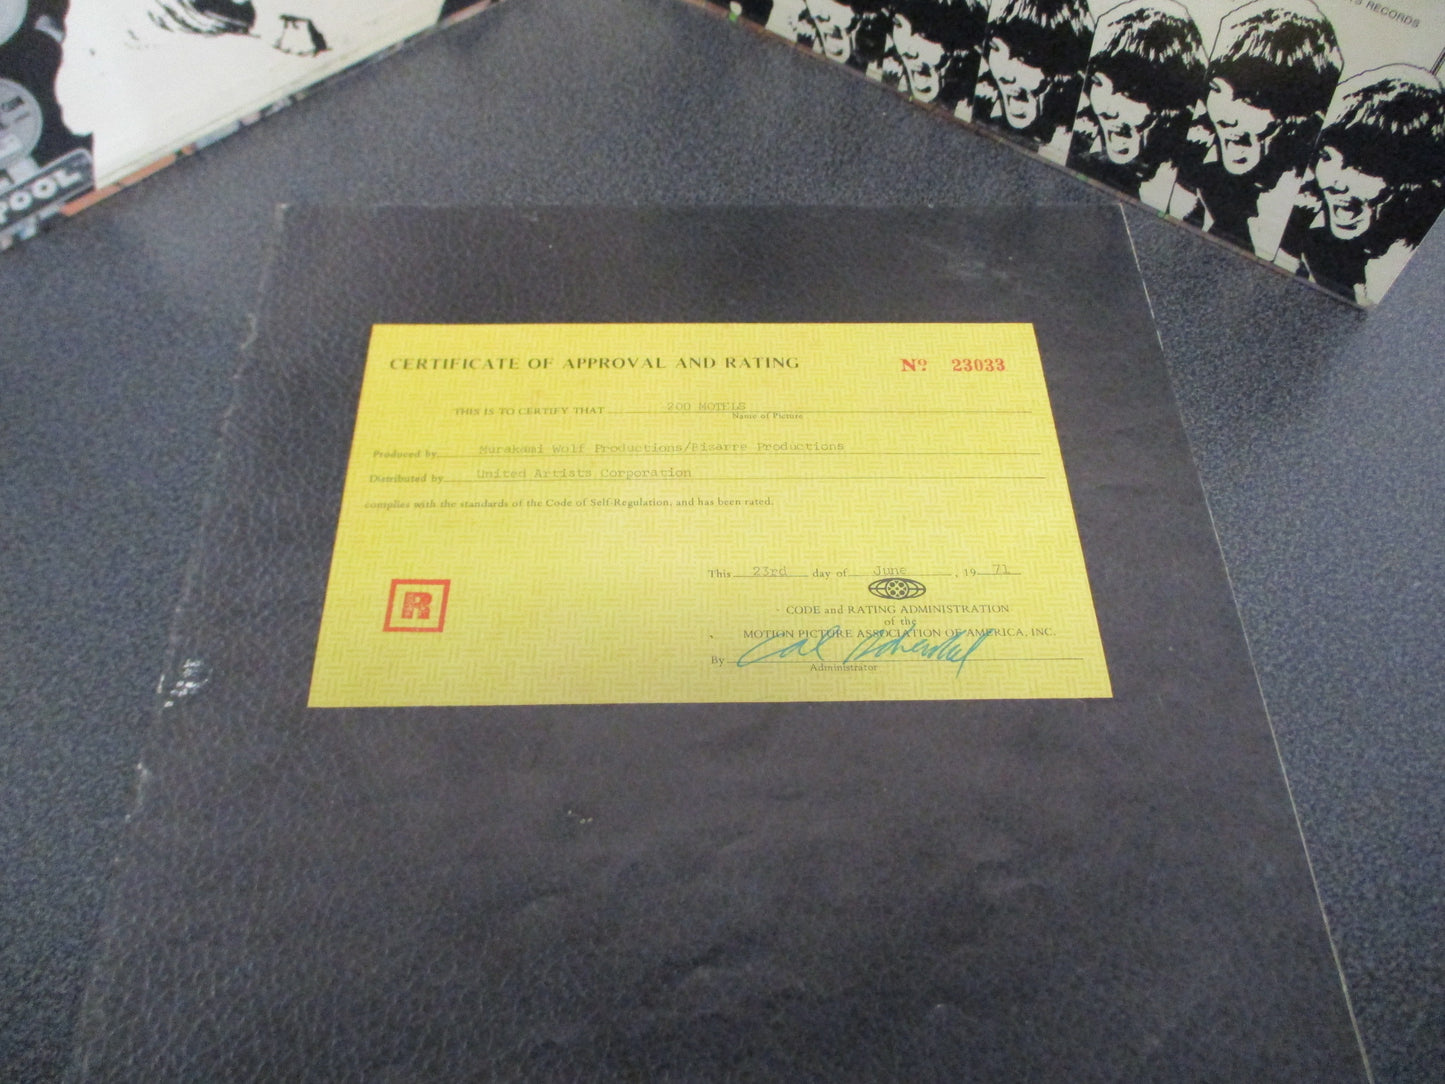 RECORDS
TOOL
CERTIFICATE OF APPROVAL AND RATING Nº 23033
THIS IS TO CERTIFY THAT 200 MOTELS
Name of Picture
Produced by Murakami Wolf Productions/Bizarre Productions
Distributed by United Artists Corporation
complies with the standards of the Code of Self-Regulation, and has been rated.
This 23rd day of June, 1971
R
CODE and RATING ADMINISTRATION
of the
MOTION PICTURE ASSOCIATION OF AMERICA, INC.
By
Administrator